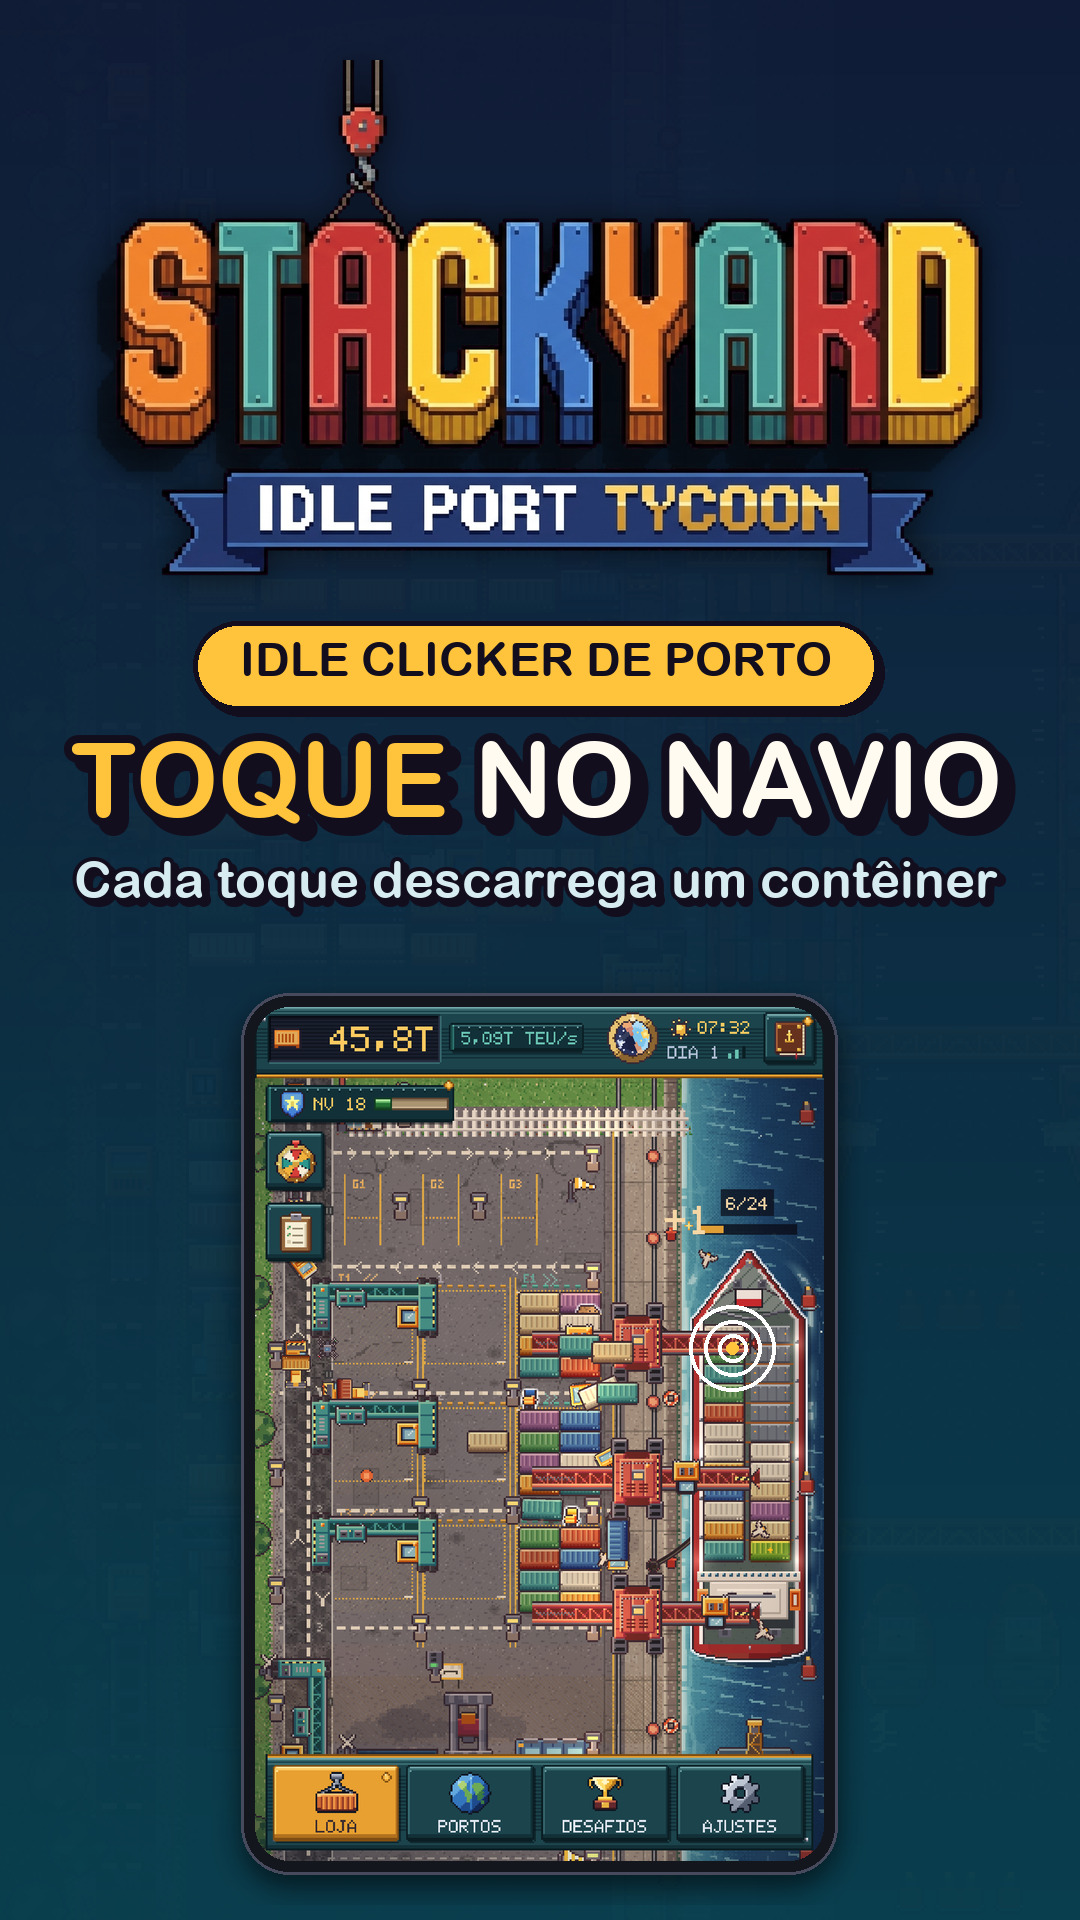 STACKYARD
IDLE PORT TYCOON
IDLE CLICKER DE PORTO
TOQUE NO NAVIO
Cada toque descarrega um contêiner
45,8T
5,09T TEU/s
07:32
DIA 1
NV 18
G1
G2
G3
6/24
+1
E1 >>
LOJA
PORTOS
DESAFIOS
AJUSTES